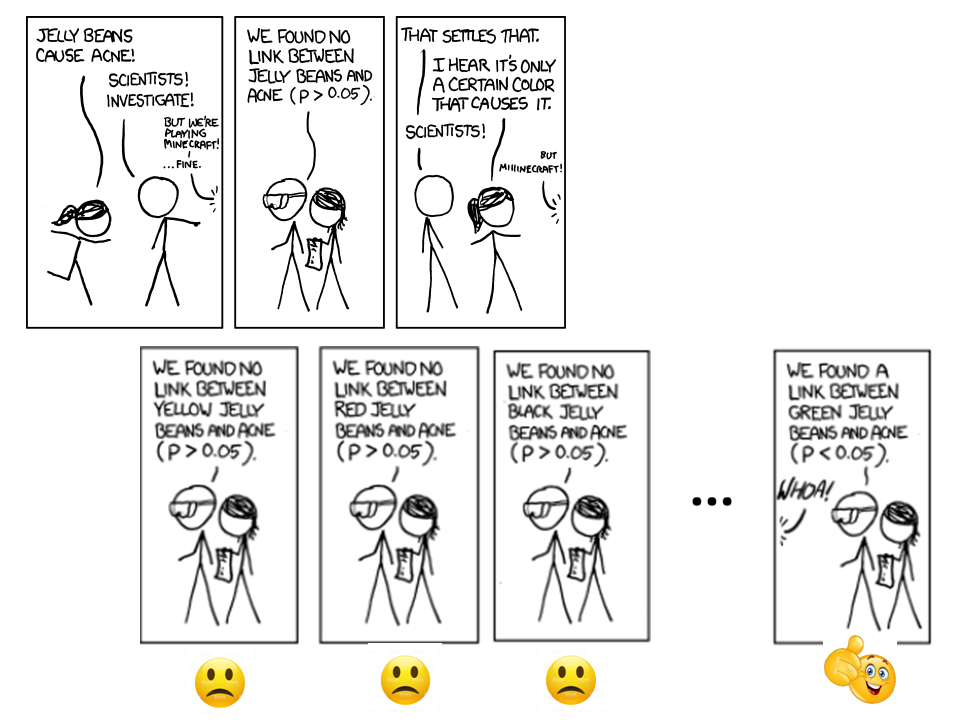 JELLY BEANS
CAUSE ACNE!
SCIENTISTS!
INVESTIGATE!
BUT WE'RE
PLAYING
MINECRAFT!
...FINE.
WE FOUND NO
LINK BETWEEN
JELLY BEANS AND
ACNE (P > 0.05).
THAT SETTLES THAT.
I HEAR IT'S ONLY
A CERTAIN COLOR
THAT CAUSES IT.
SCIENTISTS!
BUT
MIIIINECRAFT!
WE FOUND NO
LINK BETWEEN
YELLOW JELLY
BEANS AND ACNE
(P > 0.05).
WE FOUND NO
LINK BETWEEN
RED JELLY
BEANS AND ACNE
(P > 0.05).
WE FOUND NO
LINK BETWEEN
BLACK JELLY
BEANS AND ACNE
(P > 0.05).
...
WE FOUND A
LINK BETWEEN
GREEN JELLY
BEANS AND ACNE
(P < 0.05).
WHOA!